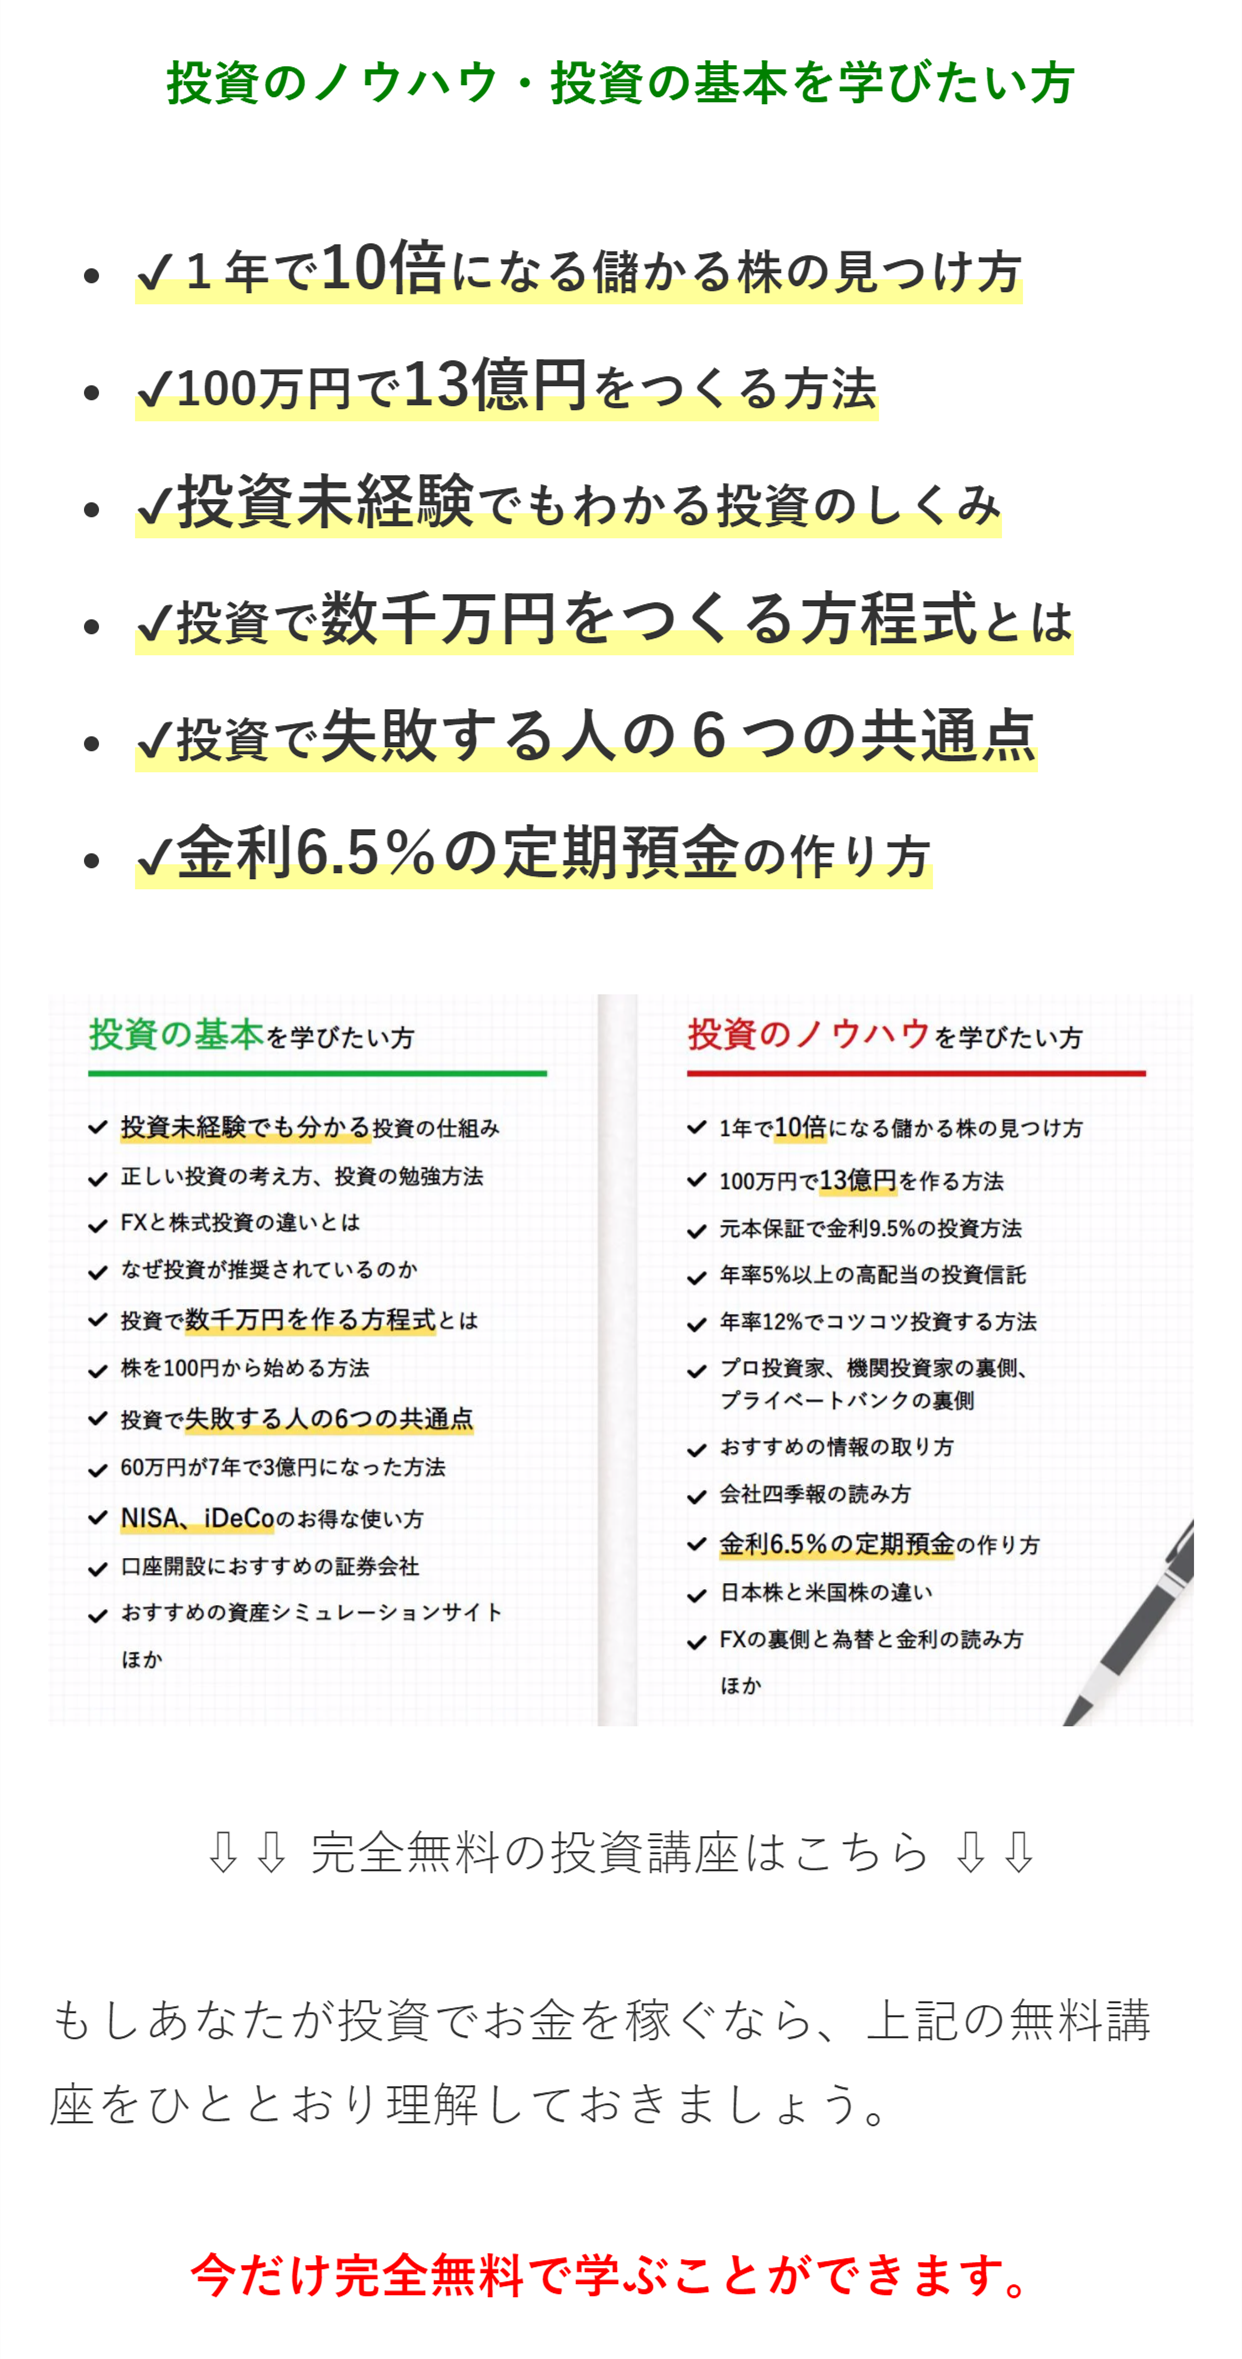 投資のノウハウ・投資の基本を学びたい方
• ✓１年で10倍になる儲かる株の見つけ方
• ✓100万円で13億円をつくる方法
• ✓投資未経験でもわかる投資のしくみ
• ✓投資で数千万円をつくる方程式とは
• ✓投資で失敗する人の６つの共通点
• ✓金利6.5％の定期預金の作り方
投資の基本を学びたい方
✓ 投資未経験でも分かる投資の仕組み
✓ 正しい投資の考え方、投資の勉強方法
✓ FXと株式投資の違いとは
✓ なぜ投資が推奨されているのか
✓ 投資で数千万円を作る方程式とは
✓ 株を100円から始める方法
✓ 投資で失敗する人の6つの共通点
✓ 60万円が7年で3億円になった方法
✓ NISA、iDeCoのお得な使い方
✓ 口座開設におすすめの証券会社
✓ おすすめの資産シミュレーションサイト
ほか
投資のノウハウを学びたい方
✓ 1年で10倍になる儲かる株の見つけ方
✓ 100万円で13億円を作る方法
✓ 元本保証で金利9.5%の投資方法
✓ 年率5%以上の高配当の投資信託
✓ 年率12%でコツコツ投資する方法
✓ プロ投資家、機関投資家の裏側、
プライベートバンクの裏側
✓ おすすめの情報の取り方
✓ 会社四季報の読み方
✓ 金利6.5%の定期預金の作り方
✓ 日本株と米国株の違い
✓ FXの裏側と為替と金利の読み方
ほか
⇩⇩ 完全無料の投資講座はこちら ⇩⇩
もしあなたが投資でお金を稼ぐなら、上記の無料講
座をひととおり理解しておきましょう。
今だけ完全無料で学ぶことができます。